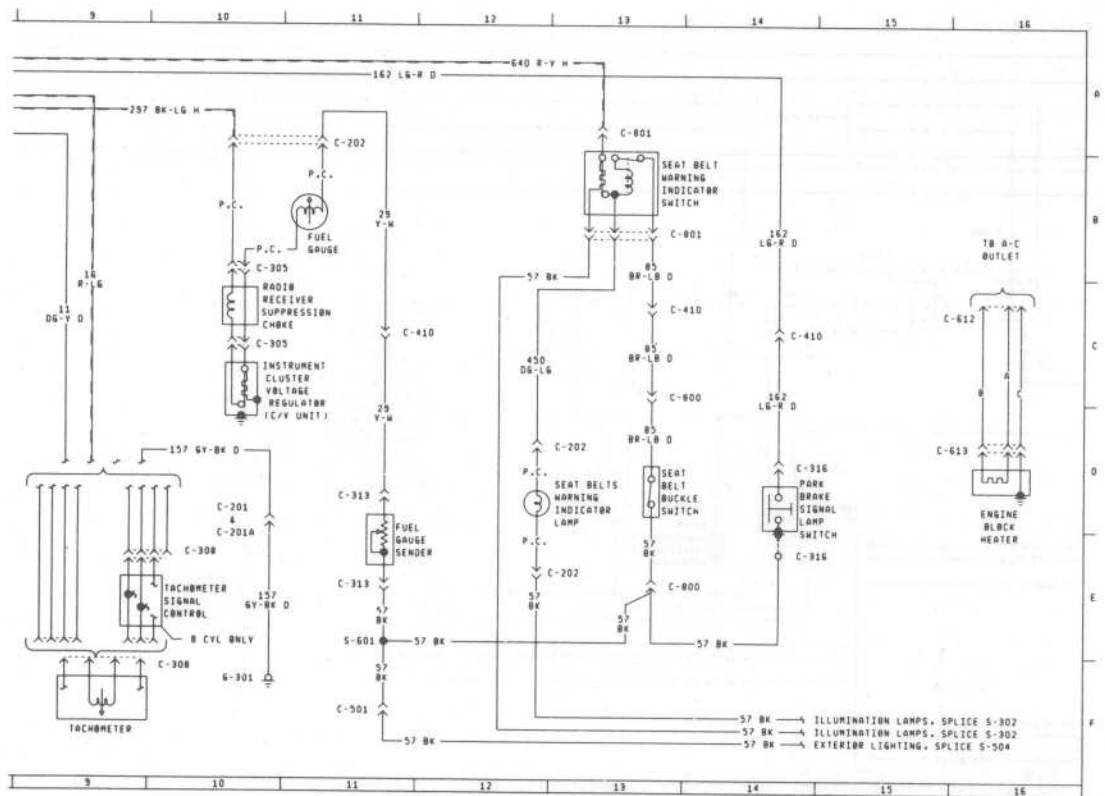 9 10 11 12 13 14 15 16
A
B
C
D
E
F
640 R-Y H
162 LG-R D
297 BK-LG H
C-801
C-202
SEAT BELT
WARNING
INDICATOR
SWITCH
P.C.
P.C.
FUEL
GAUGE
29
Y-W
P.C.
C-801
162
LG-R D
TO A-C
OUTLET
16
R-LG
C-305
57 BK
85
BR-LB D
11
DG-Y D
RADIO
RECEIVER
SUPPRESSION
CHOKE
C-410
C-410
C-410
C-612
C-305
INSTRUMENT
CLUSTER
VOLTAGE
REGULATOR
(C/V UNIT)
450
DG-LG
85
BR-LB D
A
B
C
29
Y-W
C-800
162
LG-R D
85
BR-LB D
157 GY-BK D
C-202
C-613
P.C.
C-316
C-201
&
C-201A
C-313
SEAT BELTS
WARNING
INDICATOR
LAMP
SEAT
BELT
BUCKLE
SWITCH
PARK
BRAKE
SIGNAL
LAMP
SWITCH
ENGINE
BLOCK
HEATER
FUEL
GAUGE
SENDER
C-308
P.C.
57
BK
C-316
C-202
TACHOMETER
SIGNAL
CONTROL
157
GY-BK D
C-313
C-800
57
BK
57
BK
57
BK
8 CYL ONLY
S-601
57 BK
57 BK
C-308
57
BK
G-301
C-501
TACHOMETER
57 BK ILLUMINATION LAMPS, SPLICE S-302
57 BK ILLUMINATION LAMPS, SPLICE S-302
57 BK 57 BK EXTERIOR LIGHTING, SPLICE S-504
9 10 11 12 13 14 15 16